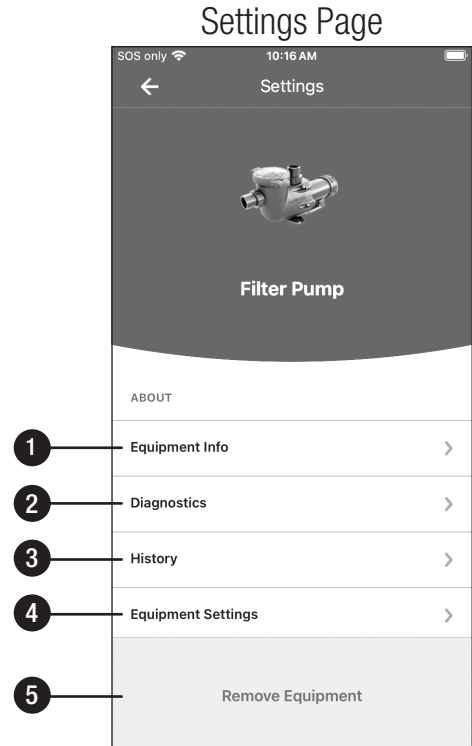 Settings Page
SOS only 10:16 AM
Settings
Filter Pump
ABOUT
1 Equipment Info
2 Diagnostics
3 History
4 Equipment Settings
5 Remove Equipment